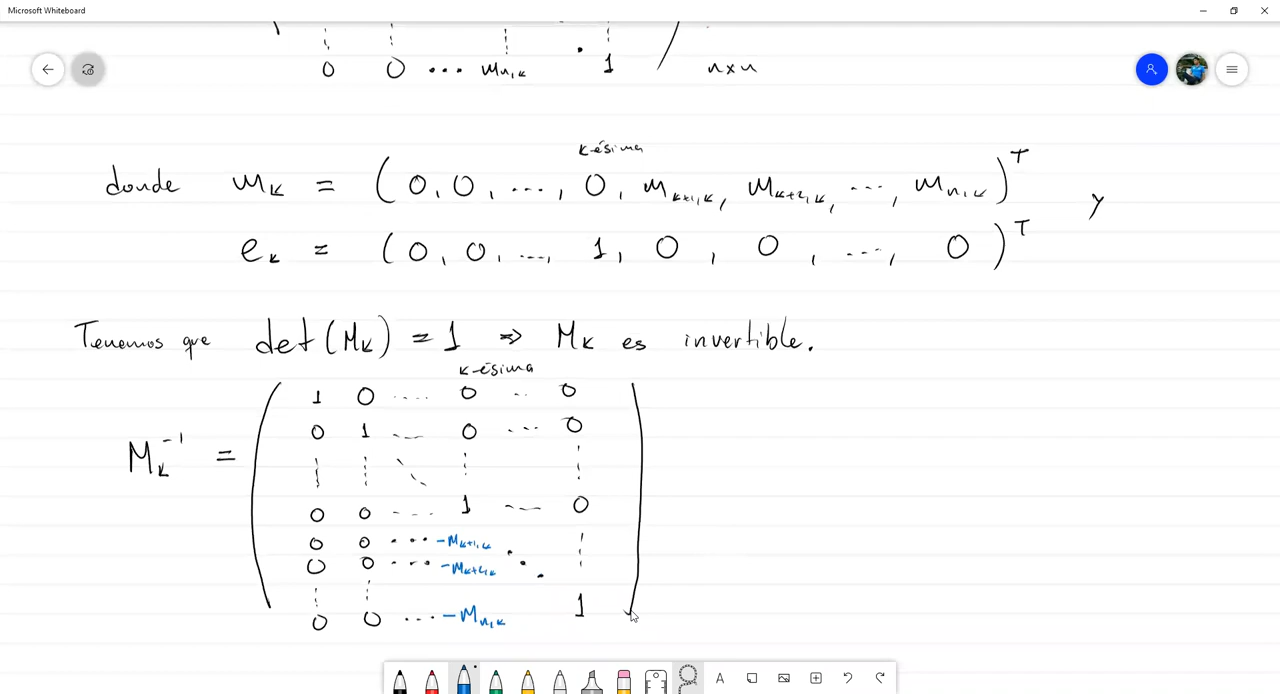 Microsoft Whiteboard
0 0 ... m_{n,k} 1 n×n
k-ésima
donde m_k = (0, 0, ..., 0, m_{k+1,k}, m_{k+2,k}, ..., m_{n,k})^T y
e_k = (0, 0, ..., 1, 0, 0, ..., 0)^T
Tenemos que det(M_k) = 1 ⇒ M_k es invertible.
k-ésima
1 0 .... 0 ... 0
0 1 ... 0 ... 0
M_k^{-1} =
0 0 .... 1 ... 0
0 0 ... -m_{k+1,k}
0 0 ... -m_{k+2,k}
0 0 ... -m_{n,k} 1
A